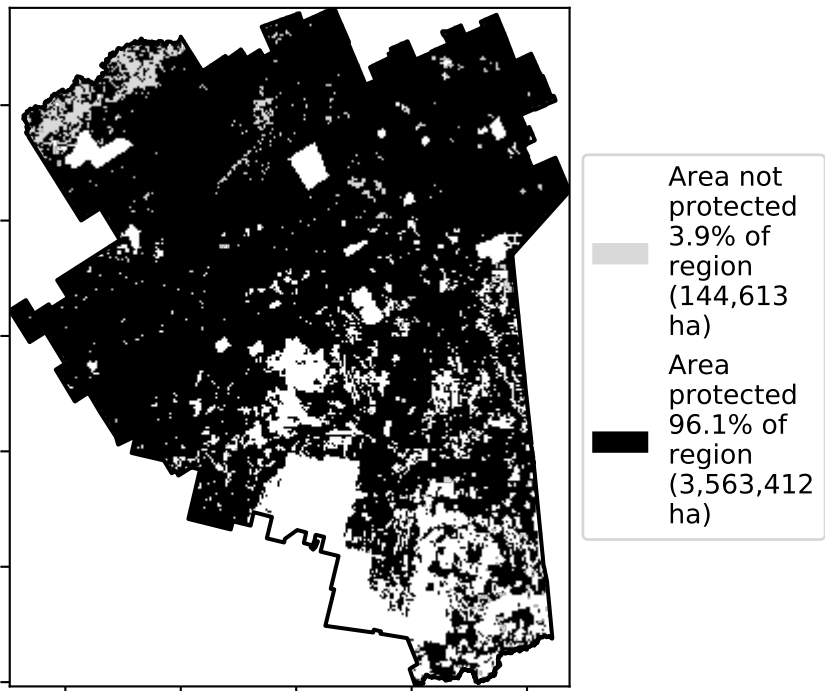 Area not
protected
3.9% of
region
(144,613
ha)
Area
protected
96.1% of
region
(3,563,412
ha)